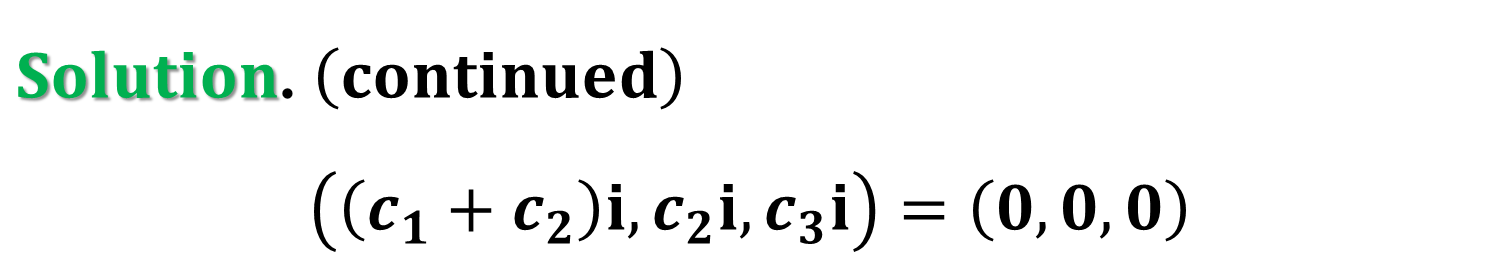 Solution. (continued)
((c₁ + c₂)i, c₂i, c₃i) = (0, 0, 0)